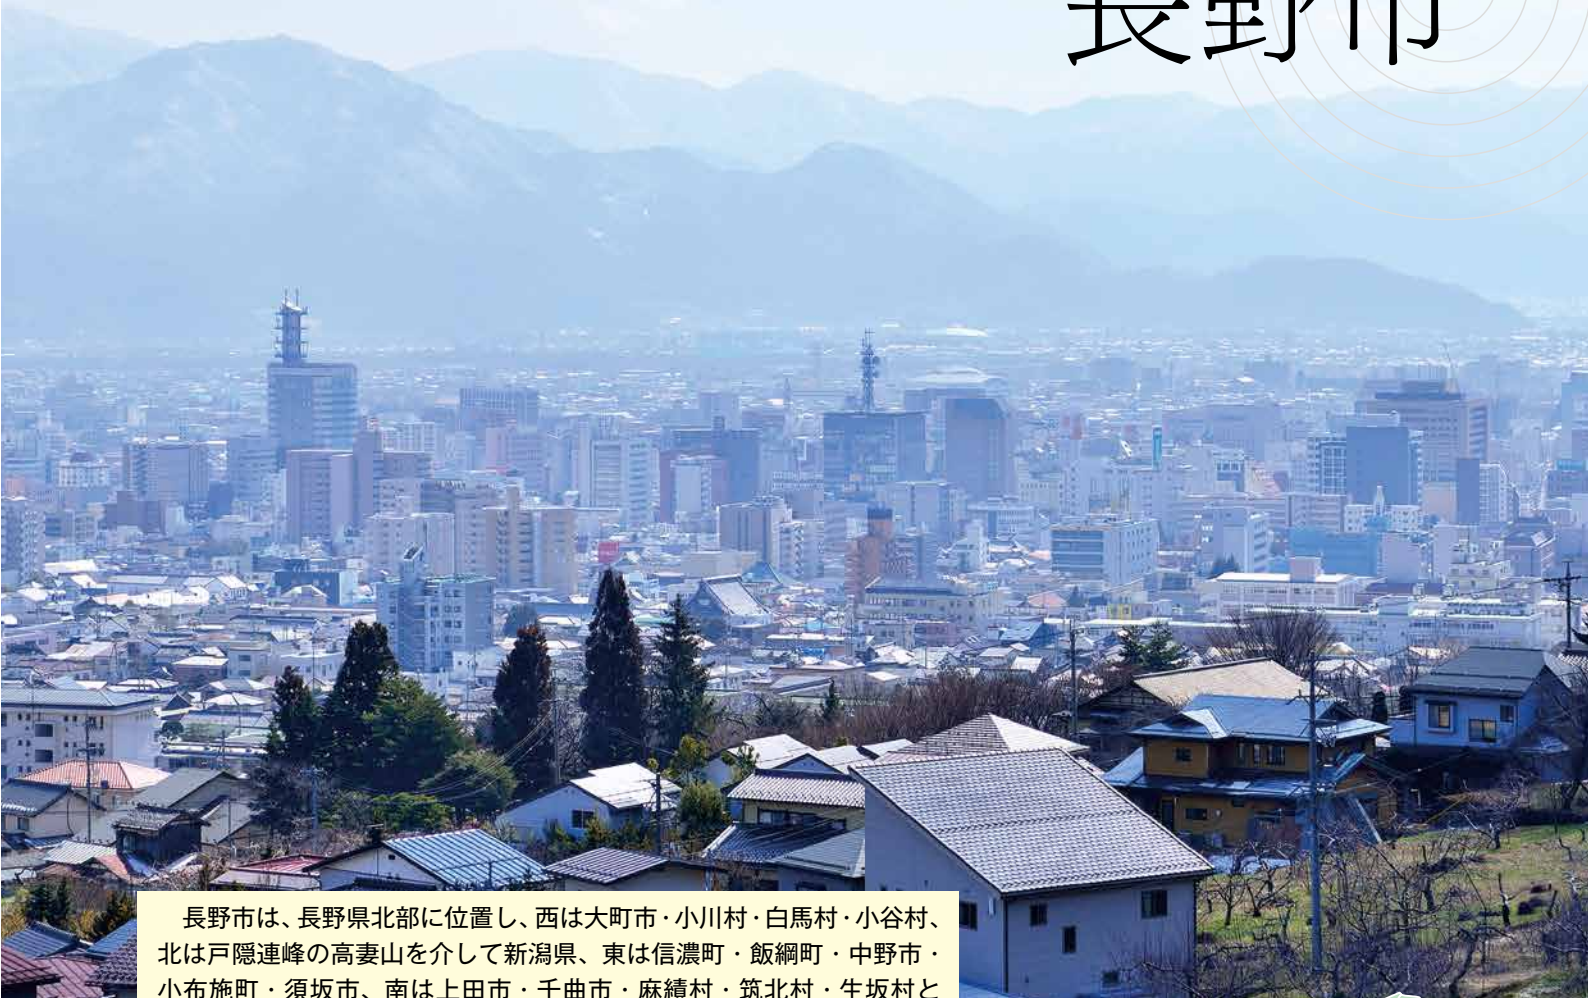 長野市
長野市は、長野県北部に位置し、西は大町市・小川村・白馬村・小谷村、
北は戸隠連峰の高妻山を介して新潟県、東は信濃町・飯綱町・中野市・
小布施町・須坂市、南は上田市・千曲市・麻績村・筑北村・生坂村と